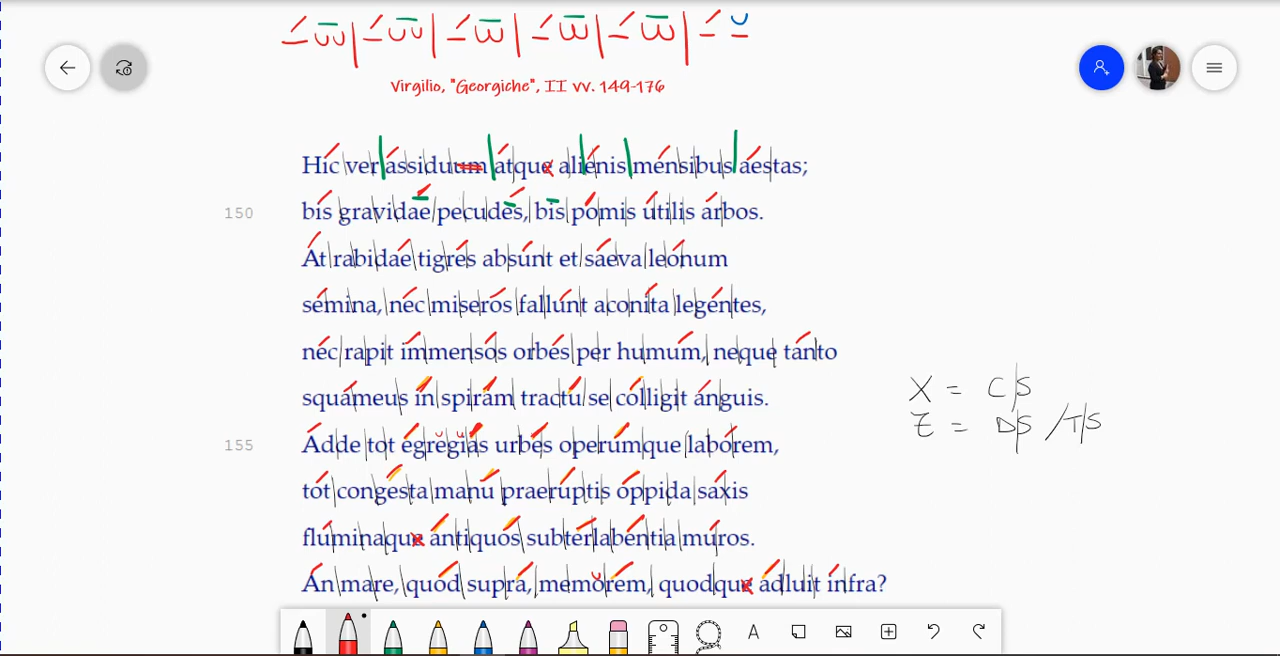 Virgilio, "Georgiche", II vv. 149-176
Hic ver assiduum atque alienis mensibus aestas;
150 bis gravidae pecudes, bis pomis utilis arbos.
At rabidae tigres absunt et saeva leonum
semina, nec miseros fallunt aconita legentes,
nec rapit immensos orbes per humum, neque tanto
squameus in spiram tractu se colligit anguis.
155 Adde tot egregias urbes operumque laborem,
tot congesta manu praeruptis oppida saxis
fluminaque antiquos subterlabentia muros.
An mare, quod supra, memorem, quodque adluit infra?
X = C|S
Z = D|S / T|S
A